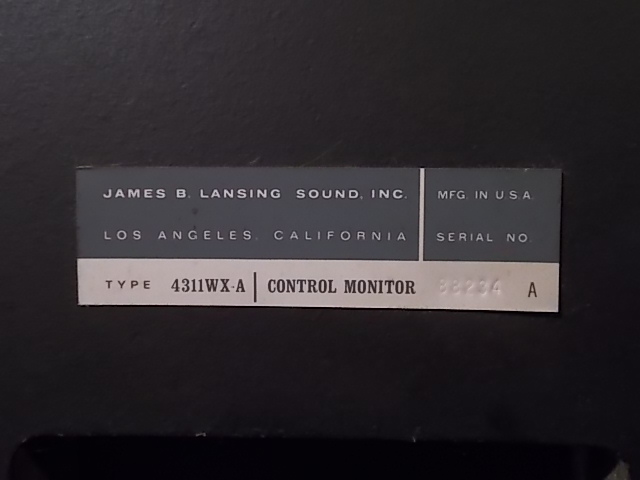 JAMES B. LANSING SOUND, INC. MFG. IN U.S.A.
LOS ANGELES, CALIFORNIA SERIAL NO.
TYPE 4311WX-A CONTROL MONITOR A